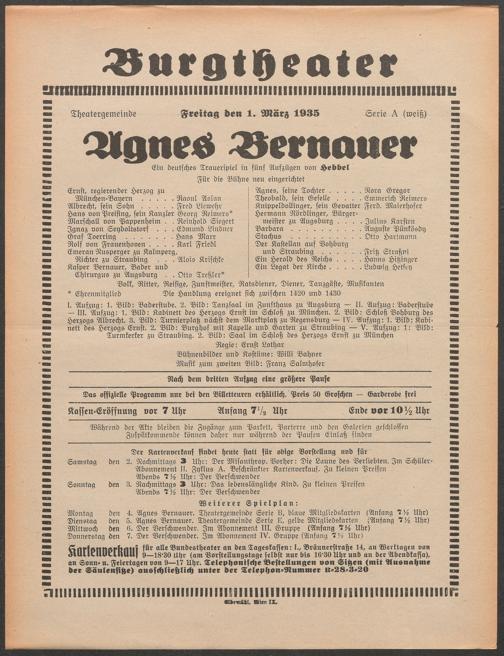 Burgtheater
Theatergemeinde Freitag den 1. März 1935 Serie A (weiß)
Agnes Bernauer
Ein deutsches Trauerspiel in fünf Aufzügen von Hebbel
Für die Bühne neu eingerichtet
Ernst, regierender Herzog zu
München-Bayern . . . . . Raoul Aslan
Albrecht, sein Sohn . . . . Fred Liewehr
Hans von Preising, sein Kanzler Georg Reimers*
Marschall von Pappenheim . . Reinhold Siegert
Ignaz von Seyboltstorf . . . Edmund Lindner
Graf Toerring . . . . . Hans Marr
Rolf von Frauenhoven . . . Karl Friedl
Emeran Nusperger zu Kalmperg,
Richter zu Straubing . . . Alois Krischke
Kaspar Bernauer, Bader und
Chirurgus zu Augsburg . . . Otto Treßler*
Agnes, seine Tochter . . . . . Nora Gregor
Theobald, sein Geselle . . . . Emmerich Reimers
Knippeldollinger, sein Gevatter Ferd. Maierhofer
Hermann Nördlinger, Bürger-
meister zu Augsburg . . . . Julius Karsten
Barbara . . . . . . Auguste Pünkösdy
Stachus . . . . . . Otto Hartmann
Der Kastellan auf Vohburg
und Straubing . . . . . Fritz Straßni
Ein Herold des Reichs . . . Hanns Hitzinger
Ein Legat der Kirche . . . . Ludwig Hetsey
Volk, Ritter, Reisige, Zunftmeister, Ratsdiener, Diener, Tanzgäste, Musikanten
* Ehrenmitglied Die Handlung ereignet sich zwischen 1420 und 1430
I. Aufzug: 1. Bild: Baderstube. 2. Bild: Tanzsaal im Zunfthaus zu Augsburg — II. Aufzug: Baderstube
— III. Aufzug: 1. Bild: Kabinett des Herzogs Ernst im Schloß zu München. 2. Bild: Schloß Vohburg des
Herzogs Albrecht. 3. Bild: Turnierplatz nächst dem Marktplatz zu Regensburg — IV. Aufzug: 1. Bild: Kabi-
nett des Herzogs Ernst. 2. Bild: Burghof mit Kapelle und Garten zu Straubing — V. Aufzug: 1. Bild:
Turmkerker zu Straubing. 2. Bild: Saal im Schloß des Herzogs Ernst zu München
Regie: Ernst Lothar
Bühnenbilder und Kostüme: Willi Bahner
Musik zum zweiten Bild: Franz Salmhofer
Nach dem dritten Aufzug eine größere Pause
Das offizielle Programm nur bei den Billetteuren erhältlich. Preis 50 Groschen — Garderobe frei
Kassen-Eröffnung vor 7 Uhr Anfang 7½ Uhr Ende vor 10½ Uhr
Während der Akte bleiben die Zugänge zum Parkett, Parterre und den Galerien geschlossen
Zuspätkommende können daher nur während der Pausen Einlaß finden
Der Kartenverkauf findet heute statt für obige Vorstellung und für
Samstag den 2. Nachmittags 3 Uhr: Der Misanthrop. Vorher: Die Laune des Verliebten. Im Schüler-
Abonnement II. Zyklus A. Beschränkter Kartenverkauf. Zu kleinen Preisen
Abends 7½ Uhr: Der Verschwender
Sonntag den 3. Nachmittags 3 Uhr: Das lebenslängliche Kind. Zu kleinen Preisen
Abends 7½ Uhr: Der Verschwender
Weiterer Spielplan:
Montag den 4. Agnes Bernauer. Theatergemeinde Serie B, blaue Mitgliedskarten (Anfang 7½ Uhr)
Dienstag den 5. Agnes Bernauer. Theatergemeinde Serie E, gelbe Mitgliedskarten (Anfang 7½ Uhr)
Mittwoch den 6. Der Verschwender. Im Abonnement III. Gruppe (Anfang 7½ Uhr)
Donnerstag den 7. Der Verschwender. Im Abonnement IV. Gruppe (Anfang 7½ Uhr)
Kartenverkauf für alle Bundestheater an den Tageskassen: I., Bräunerstraße 14, an Werktagen von
9—18:30 Uhr (am Vorstellungstage selbst nur bis 16:30 Uhr und an der Abendkassa),
an Sonn- u. Feiertagen von 9—17 Uhr. Telephonische Bestellungen von Sitzen (mit Ausnahme
der Säulensitze) ausschließlich unter der Telephon-Nummer R-28-3-20
Elbemühl, Wien IX.